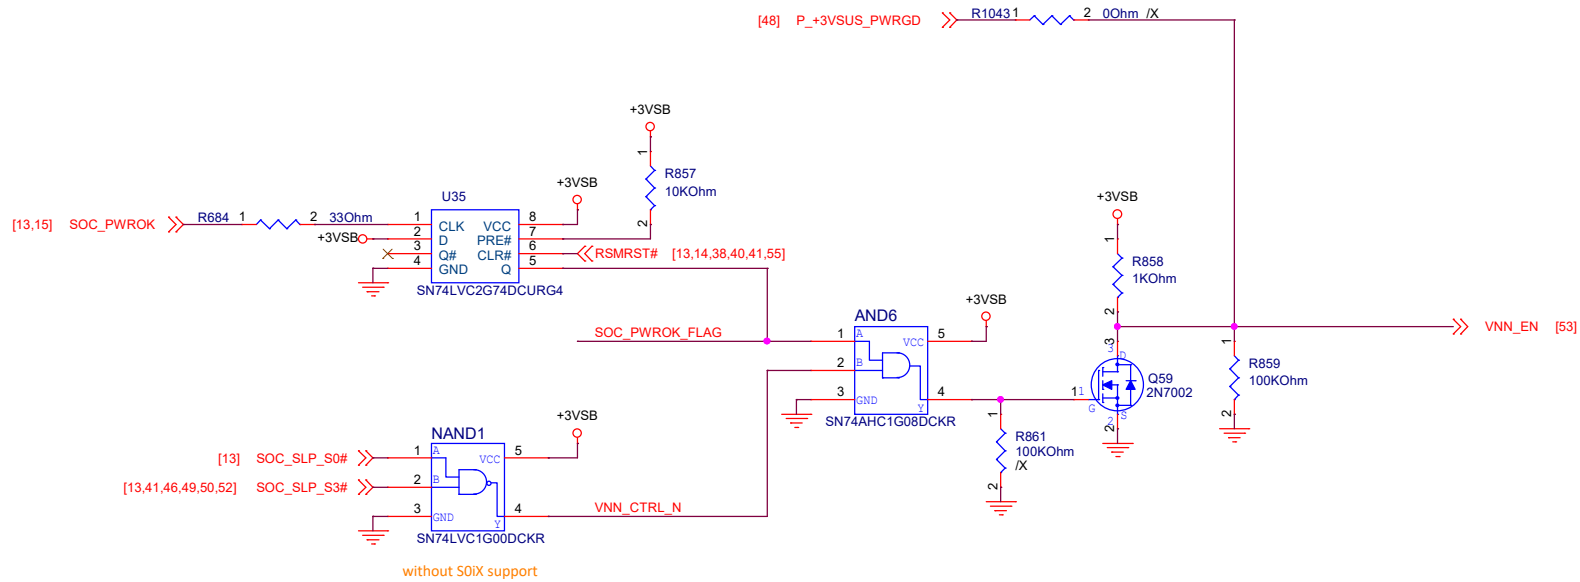 [48] P_+3VSUS_PWRGD R1043 1 2 0Ohm /X
+3VSB
1
R857
10KOhm
2
+3VSB
U35
[13,15] SOC_PWROK R684 1 2 33Ohm 1 CLK VCC 8
+3VSB 2 D PRE# 7
3 Q# CLR# 6 RSMRST# [13,14,38,40,41,55]
4 GND Q 5
SN74LVC2G74DCURG4
+3VSB
1
R858
1KOhm
2
+3VSB
AND6
SOC_PWROK_FLAG 1 A VCC 5
2 B
3 GND Y 4
SN74AHC1G08DCKR
VNN_EN [53]
3 3 D
1 1 G
2 2 S
Q59
2N7002
1
R859
100KOhm
2
1
R861
100KOhm
/X
2
+3VSB
NAND1
[13] SOC_SLP_S0# 1 A VCC 5
[13,41,46,49,50,52] SOC_SLP_S3# 2 B
3 GND Y 4 VNN_CTRL_N
SN74LVC1G00DCKR
without S0iX support